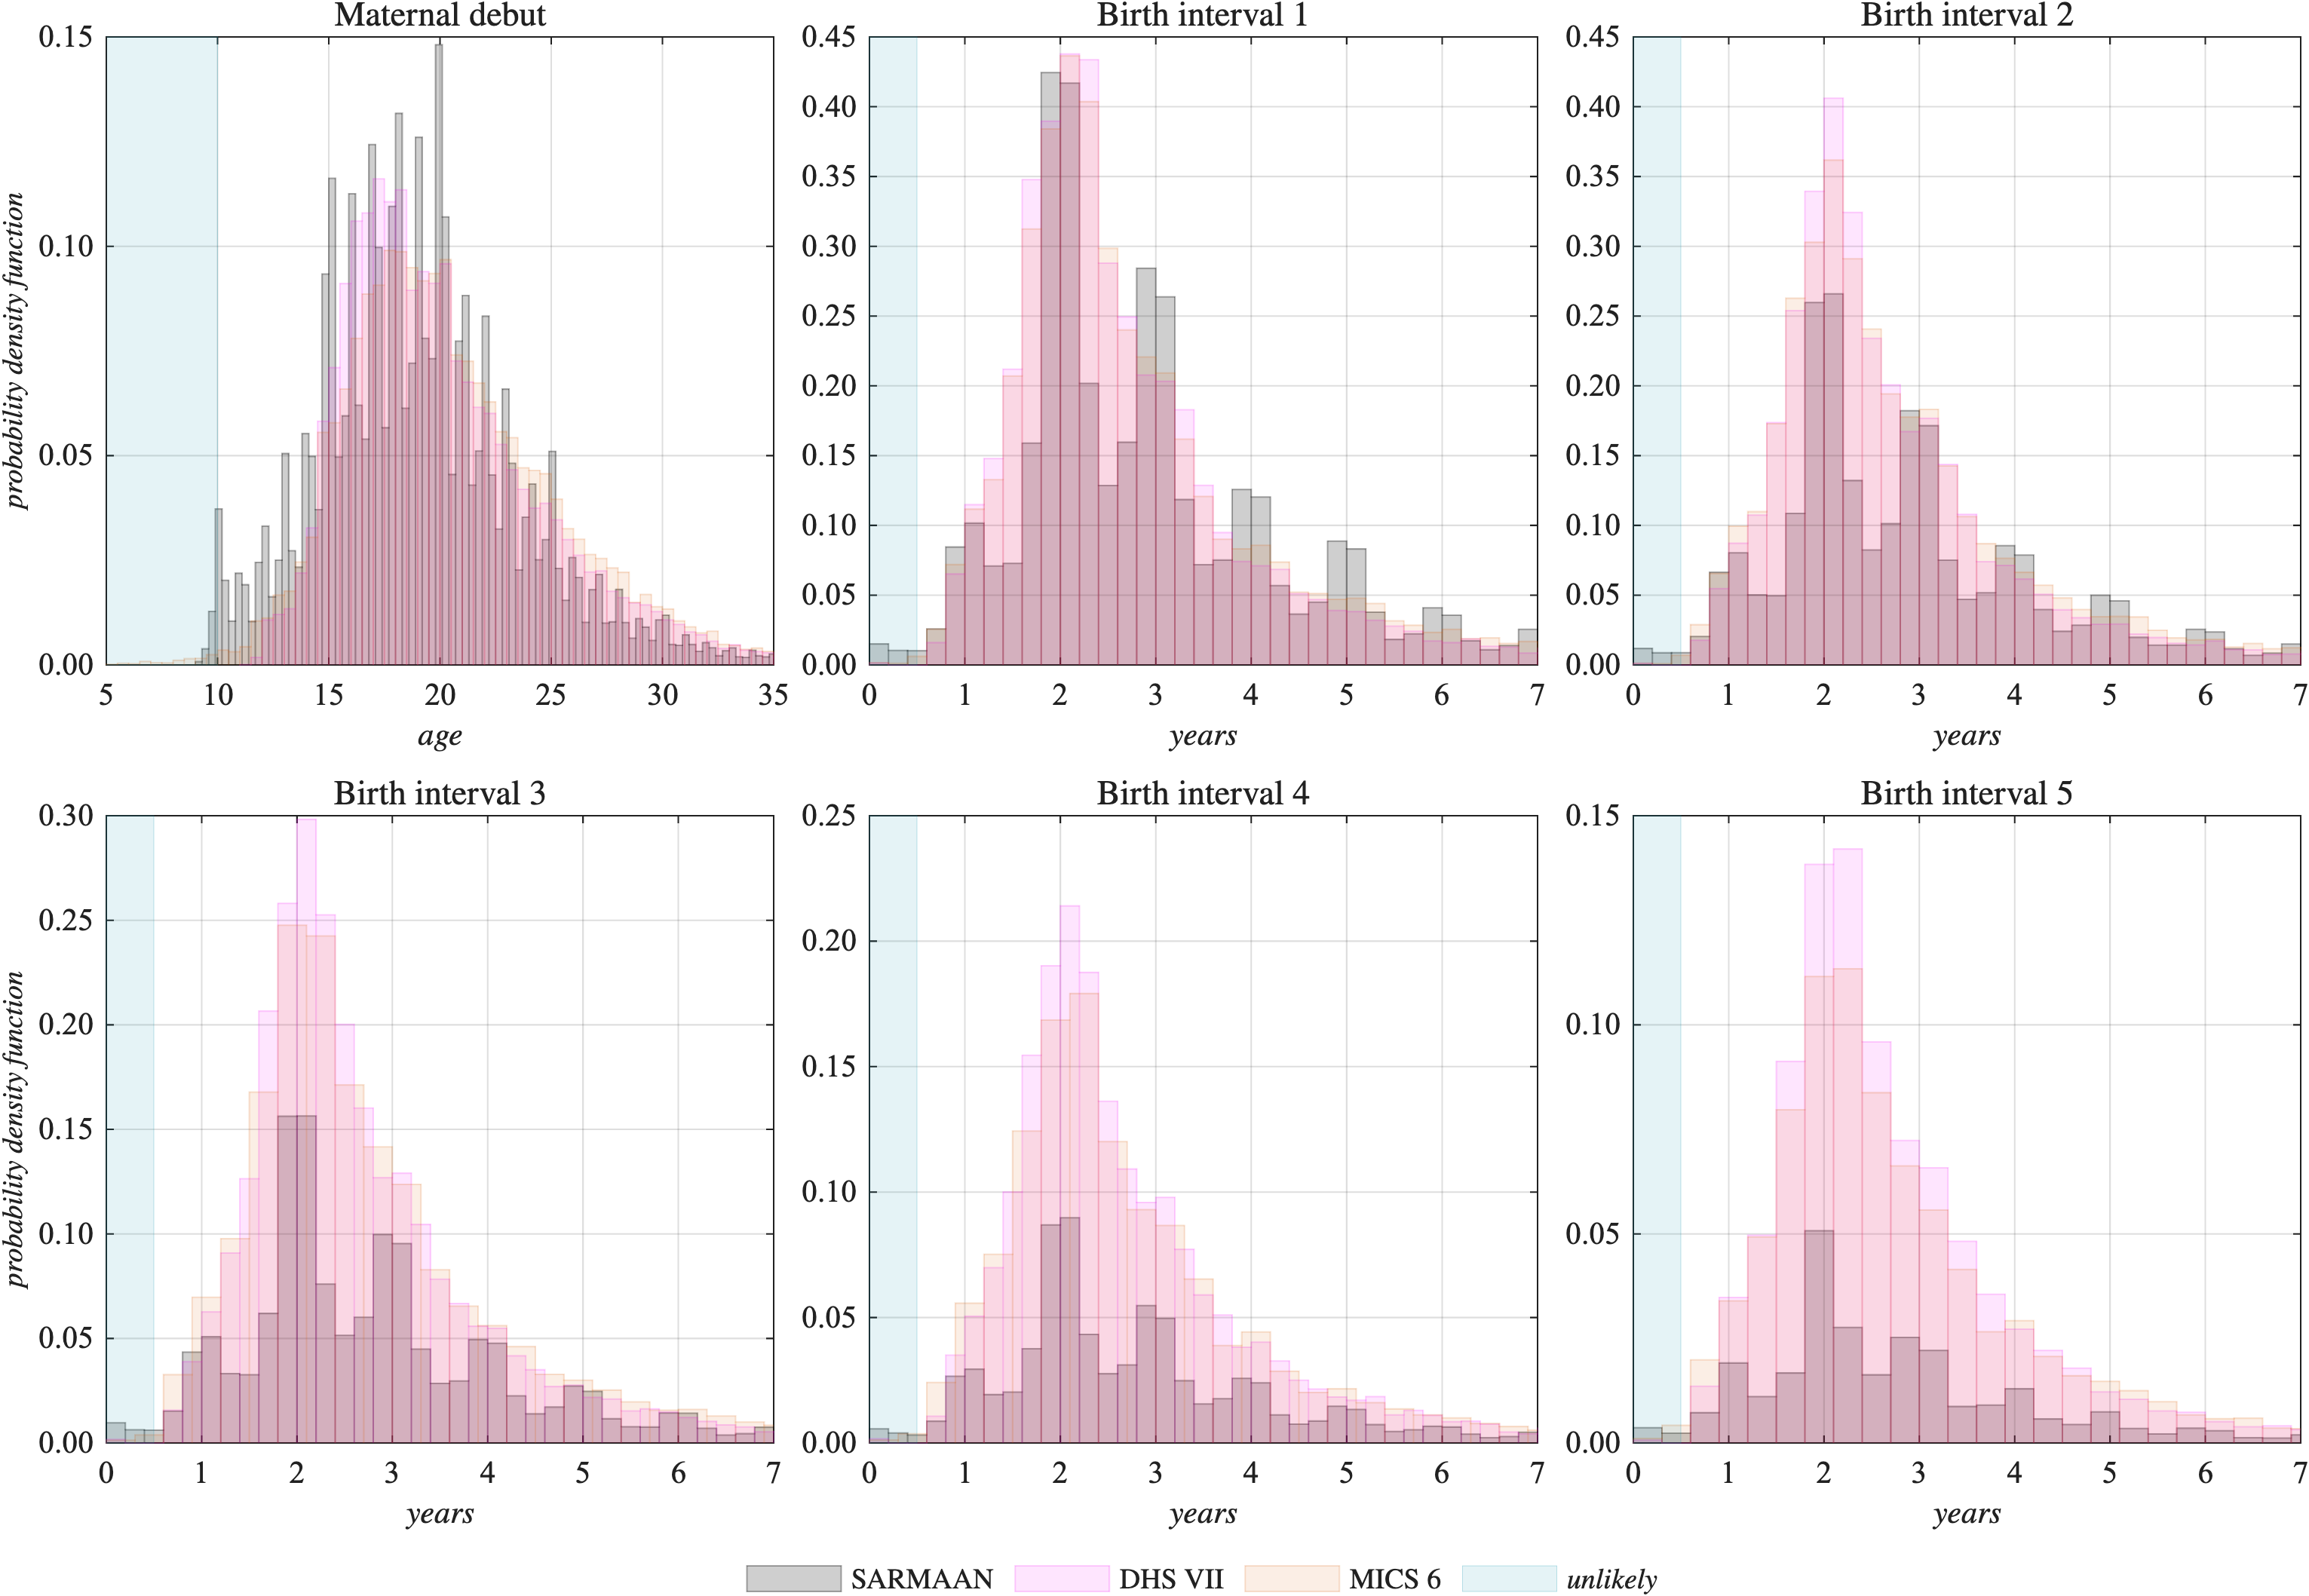 Maternal debut
Birth interval 1
Birth interval 2
0.15
0.10
0.05
0.00
probability density function
5 10 15 20 25 30 35
age
0.45
0.40
0.35
0.30
0.25
0.20
0.15
0.10
0.05
0.00
0 1 2 3 4 5 6 7
years
0.45
0.40
0.35
0.30
0.25
0.20
0.15
0.10
0.05
0.00
0 1 2 3 4 5 6 7
years
Birth interval 3
Birth interval 4
Birth interval 5
0.30
0.25
0.20
0.15
0.10
0.05
0.00
probability density function
0 1 2 3 4 5 6 7
years
0.25
0.20
0.15
0.10
0.05
0.00
0 1 2 3 4 5 6 7
years
0.15
0.10
0.05
0.00
0 1 2 3 4 5 6 7
years
SARMAAN DHS VII MICS 6 unlikely